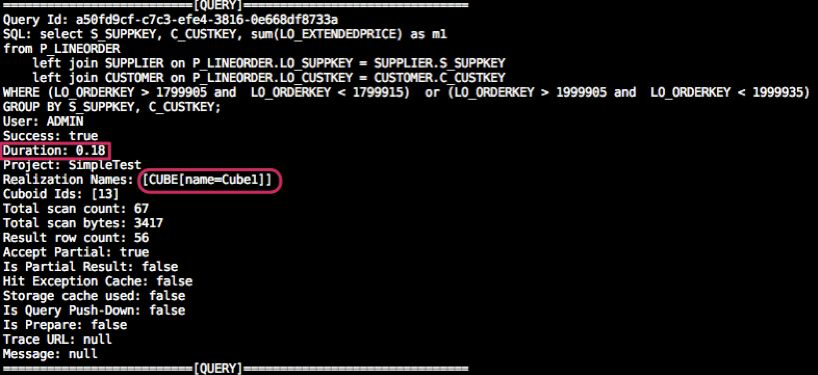 ==========================[QUERY]===============================
Query Id: a50fd9cf-c7c3-efe4-3816-0e668df8733a
SQL: select S_SUPPKEY, C_CUSTKEY, sum(LO_EXTENDEDPRICE) as m1
from P_LINEORDER
    left join SUPPLIER on P_LINEORDER.LO_SUPPKEY = SUPPLIER.S_SUPPKEY
    left join CUSTOMER on P_LINEORDER.LO_CUSTKEY = CUSTOMER.C_CUSTKEY
WHERE (LO_ORDERKEY > 1799905 and  LO_ORDERKEY < 1799915)  or (LO_ORDERKEY > 1999905 and  LO_ORDERKEY < 1999935)
GROUP BY S_SUPPKEY, C_CUSTKEY;
User: ADMIN
Success: true
Duration: 0.18
Project: SimpleTest
Realization Names: [CUBE[name=Cube1]]
Cuboid Ids: [13]
Total scan count: 67
Total scan bytes: 3417
Result row count: 56
Accept Partial: true
Is Partial Result: false
Hit Exception Cache: false
Storage cache used: false
Is Query Push-Down: false
Is Prepare: false
Trace URL: null
Message: null
==========================[QUERY]===============================